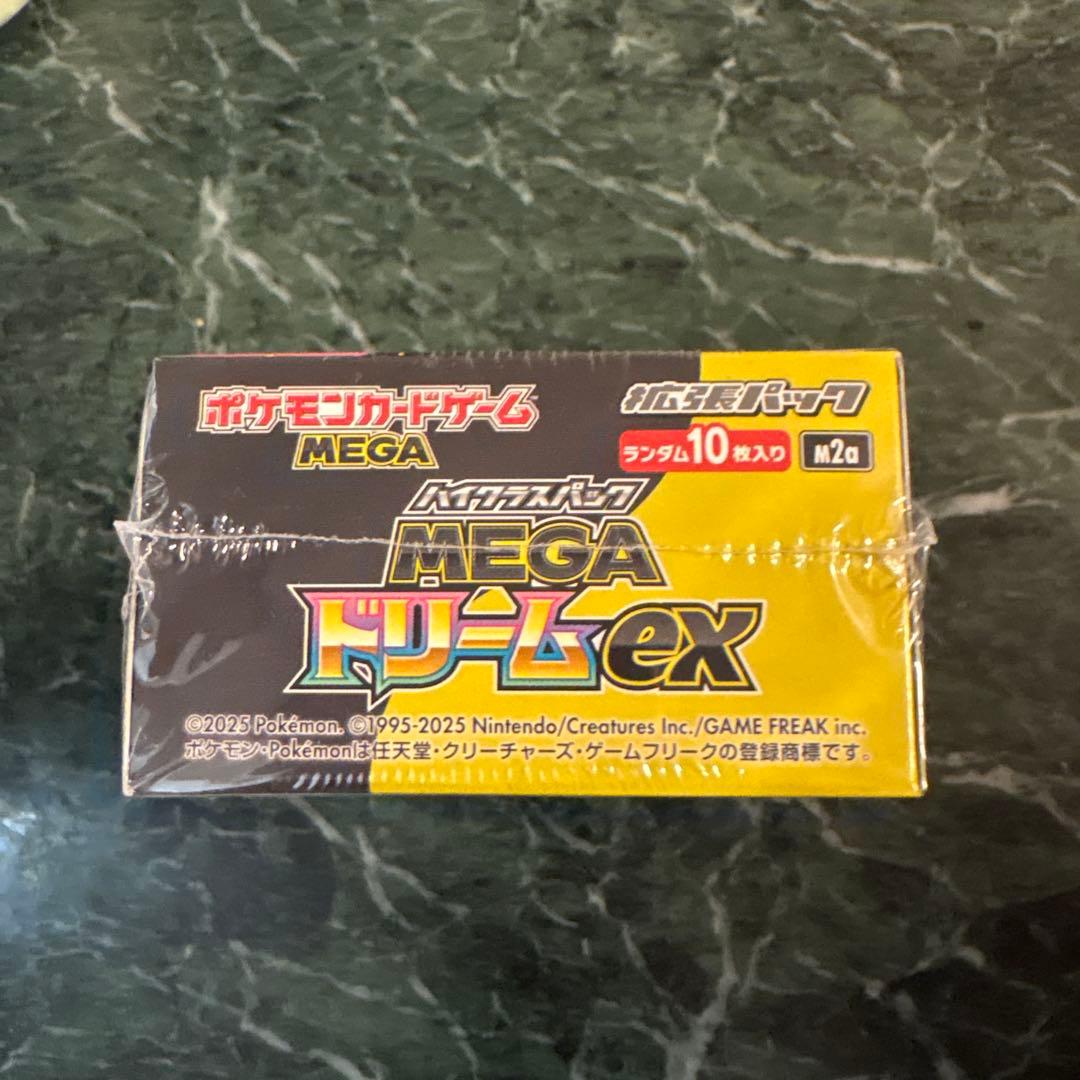 ポケモンカードゲーム
MEGA
拡張パック
ランダム10枚入り M2a
ハイクラスパック
MEGA
ドリームex
©2025 Pokémon. ©1995-2025 Nintendo/Creatures Inc./GAME FREAK inc.
ポケモン・Pokémonは任天堂・クリーチャーズ・ゲームフリークの登録商標です。